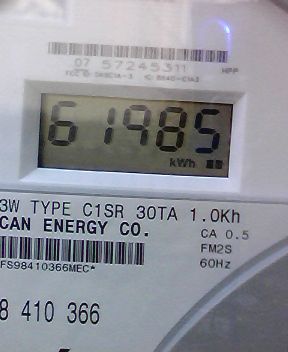 07 57245311
61985
kWh
3W TYPE C1SR 30TA 1.0Kh
CAN ENERGY CO.
CA 0.5
FM2S
60Hz
FS98410366MEC*
8 410 366